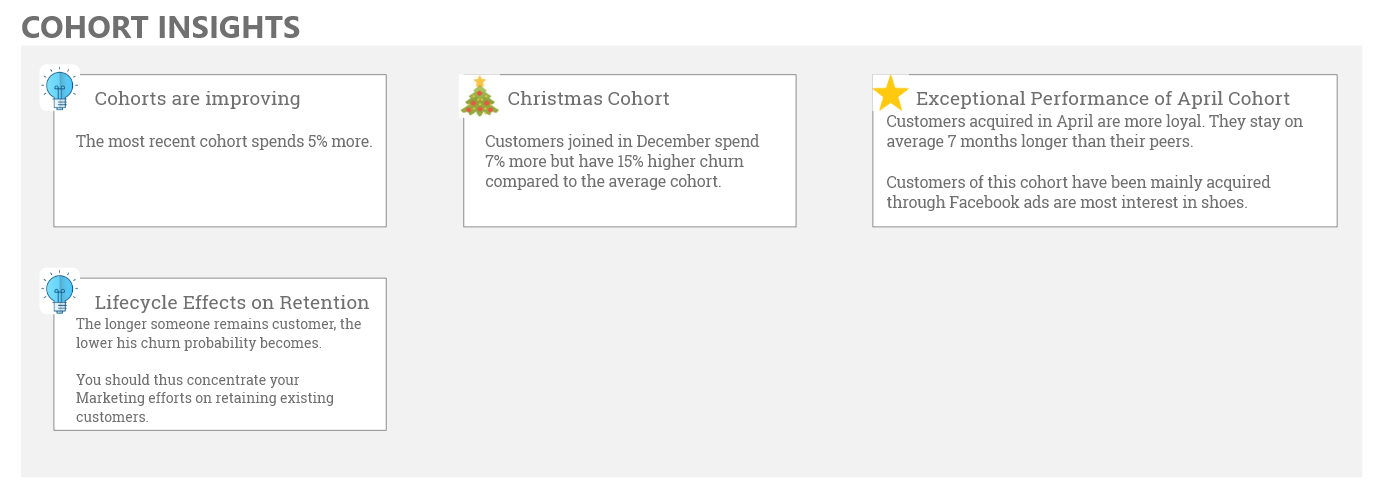 COHORT INSIGHTS
Cohorts are improving
The most recent cohort spends 5% more.
Christmas Cohort
Customers joined in December spend
7% more but have 15% higher churn
compared to the average cohort.
Exceptional Performance of April Cohort
Customers acquired in April are more loyal. They stay on
average 7 months longer than their peers.
Customers of this cohort have been mainly acquired
through Facebook ads are most interest in shoes.
Lifecycle Effects on Retention
The longer someone remains customer, the
lower his churn probability becomes.
You should thus concentrate your
Marketing efforts on retaining existing
customers.